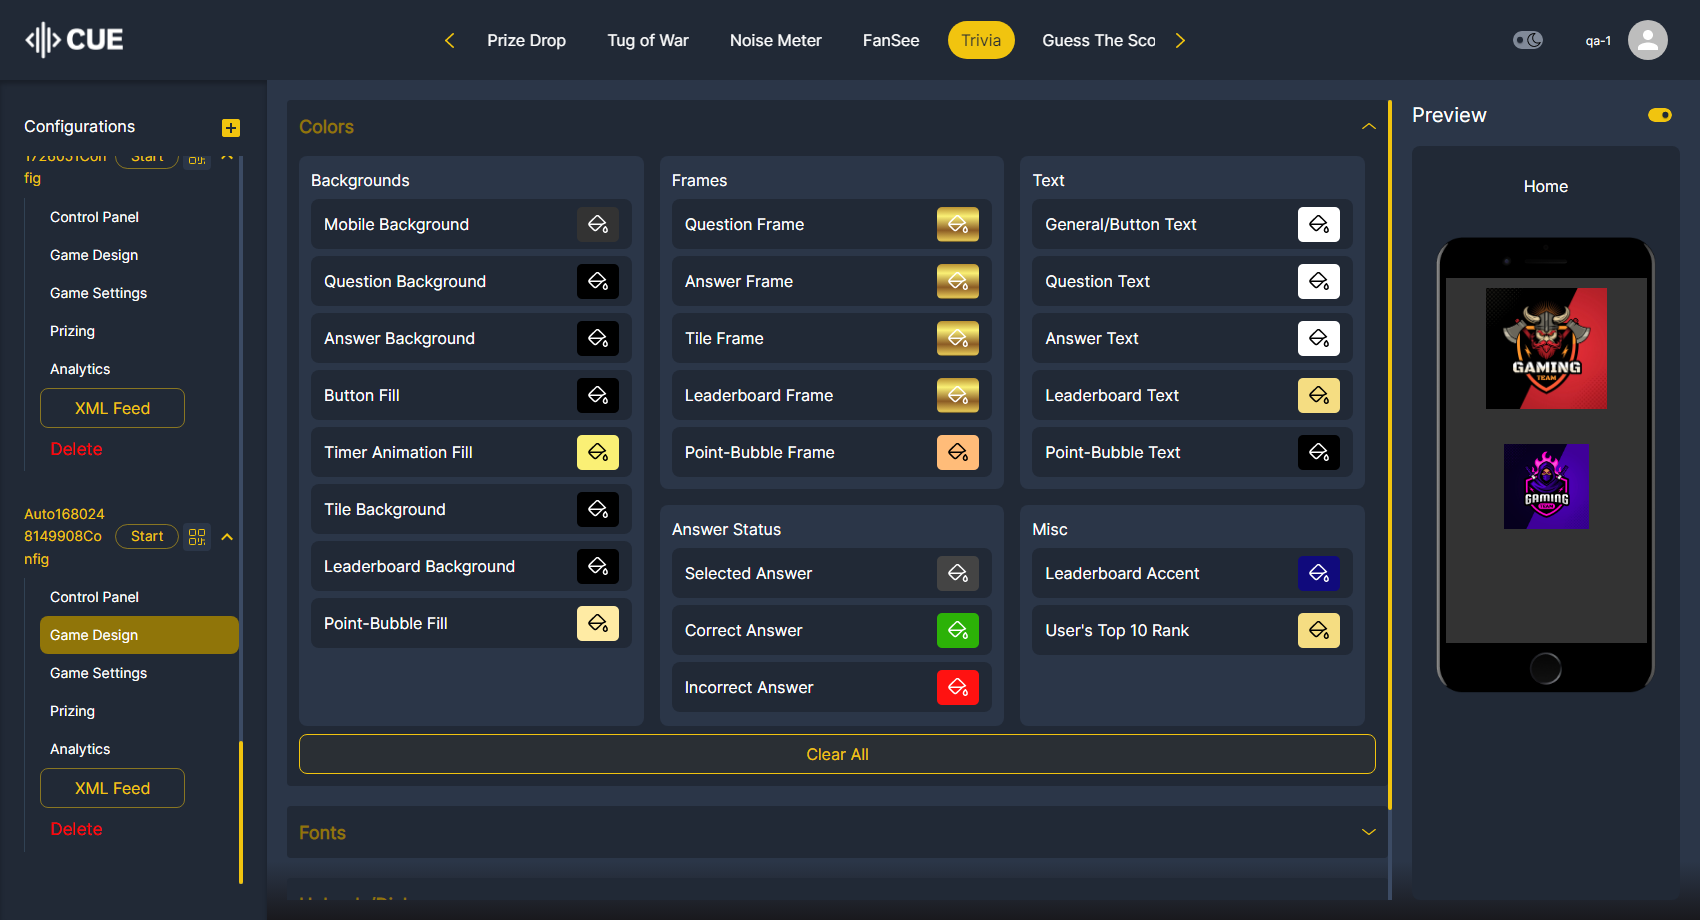 CUE
Prize Drop
Tug of War
Noise Meter
FanSee
Trivia
Guess The Sco
qa-1
Configurations
1726051Con
fig
Start
Control Panel
Game Design
Game Settings
Prizing
Analytics
XML Feed
Delete
Auto168024
8149908Co
nfig
Start
Control Panel
Game Design
Game Settings
Prizing
Analytics
XML Feed
Delete
Colors
Backgrounds
Mobile Background
Question Background
Answer Background
Button Fill
Timer Animation Fill
Tile Background
Leaderboard Background
Point-Bubble Fill
Frames
Question Frame
Answer Frame
Tile Frame
Leaderboard Frame
Point-Bubble Frame
Text
General/Button Text
Question Text
Answer Text
Leaderboard Text
Point-Bubble Text
Answer Status
Selected Answer
Correct Answer
Incorrect Answer
Misc
Leaderboard Accent
User's Top 10 Rank
Clear All
Fonts
Preview
Home
GAMING
TEAM
GAMING
TEAM